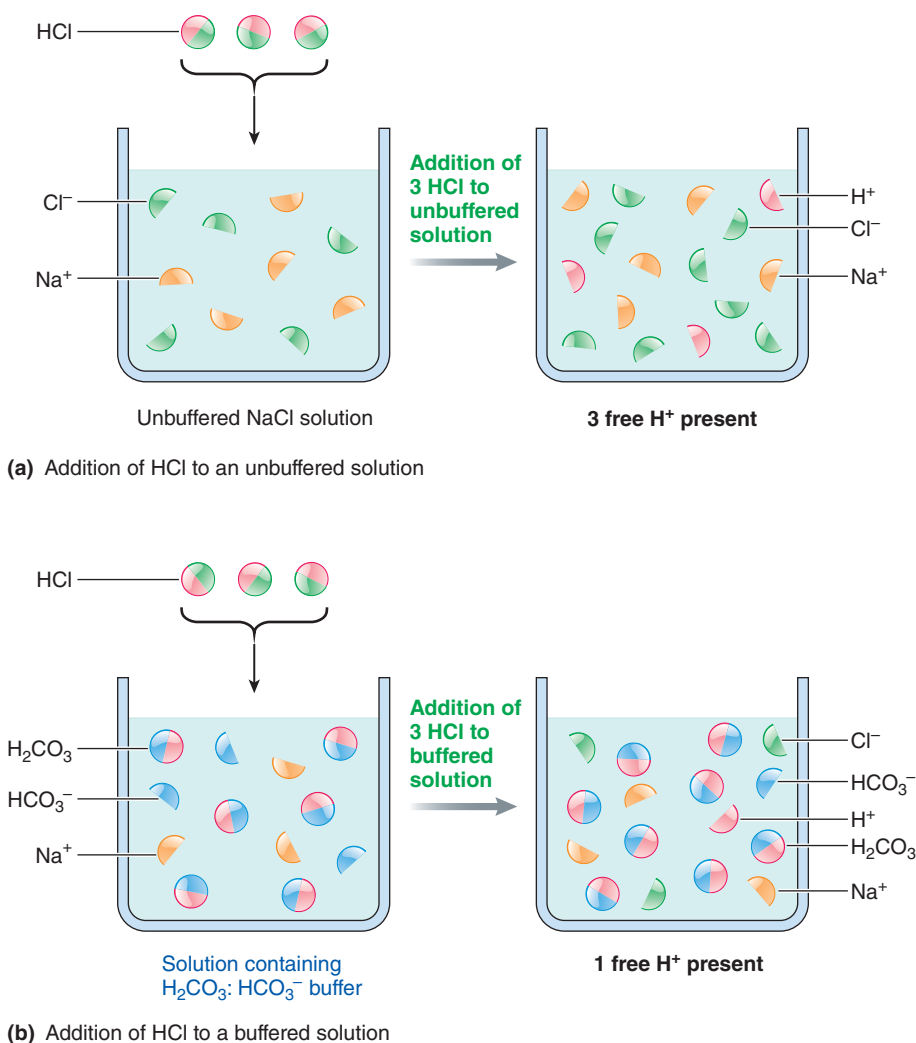 HCl
Cl⁻
Na⁺
Addition of
3 HCl to
unbuffered
solution
H⁺
Cl⁻
Na⁺
Unbuffered NaCl solution
3 free H⁺ present
(a) Addition of HCl to an unbuffered solution
HCl
H₂CO₃
HCO₃⁻
Na⁺
Addition of
3 HCl to
buffered
solution
Cl⁻
HCO₃⁻
H⁺
H₂CO₃
Na⁺
Solution containing
H₂CO₃: HCO₃⁻ buffer
1 free H⁺ present
(b) Addition of HCl to a buffered solution